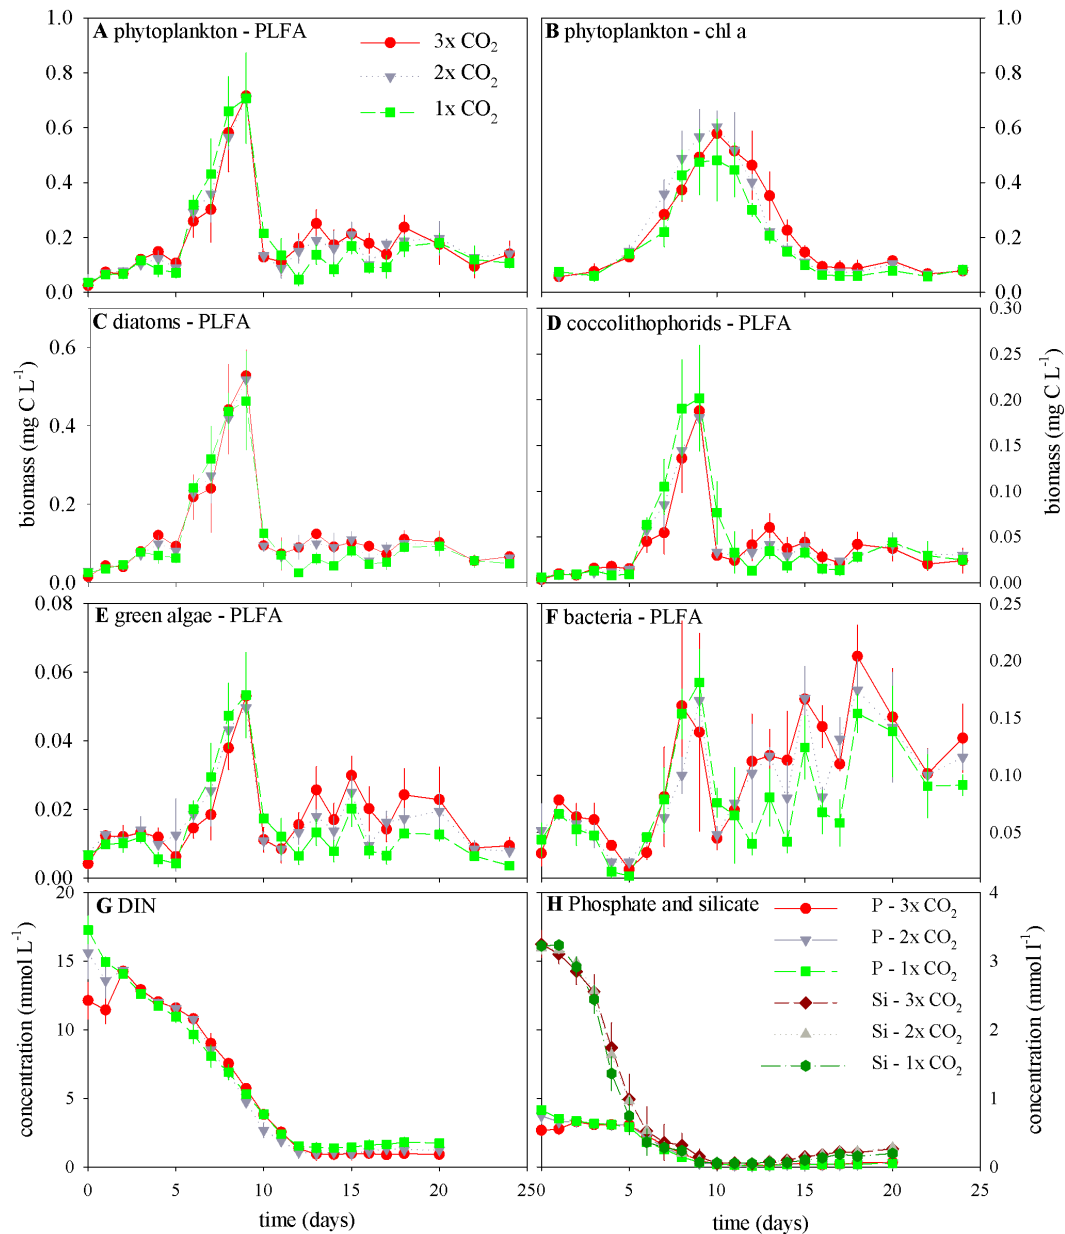 A phytoplankton - PLFA
3x CO2
2x CO2
1x CO2
1.0
0.8
0.6
0.4
0.2
0.0
B phytoplankton - chl a
1.0
0.8
0.6
0.4
0.2
0.0
C diatoms - PLFA
0.6
0.4
0.2
0.0
biomass (mg C L-1)
D coccolithophorids - PLFA
0.30
0.25
0.20
0.15
0.10
0.05
0.00
biomass (mg C L-1)
E green algae - PLFA
0.08
0.06
0.04
0.02
0.00
F bacteria - PLFA
0.25
0.20
0.15
0.10
0.05
G DIN
20
15
10
5
0
concentration (mmol L-1)
0 5 10 15 20 25
time (days)
H Phosphate and silicate
P - 3x CO2
P - 2x CO2
P - 1x CO2
Si - 3x CO2
Si - 2x CO2
Si - 1x CO2
4
3
2
1
0
concentration (mmol l-1)
0 5 10 15 20 25
time (days)